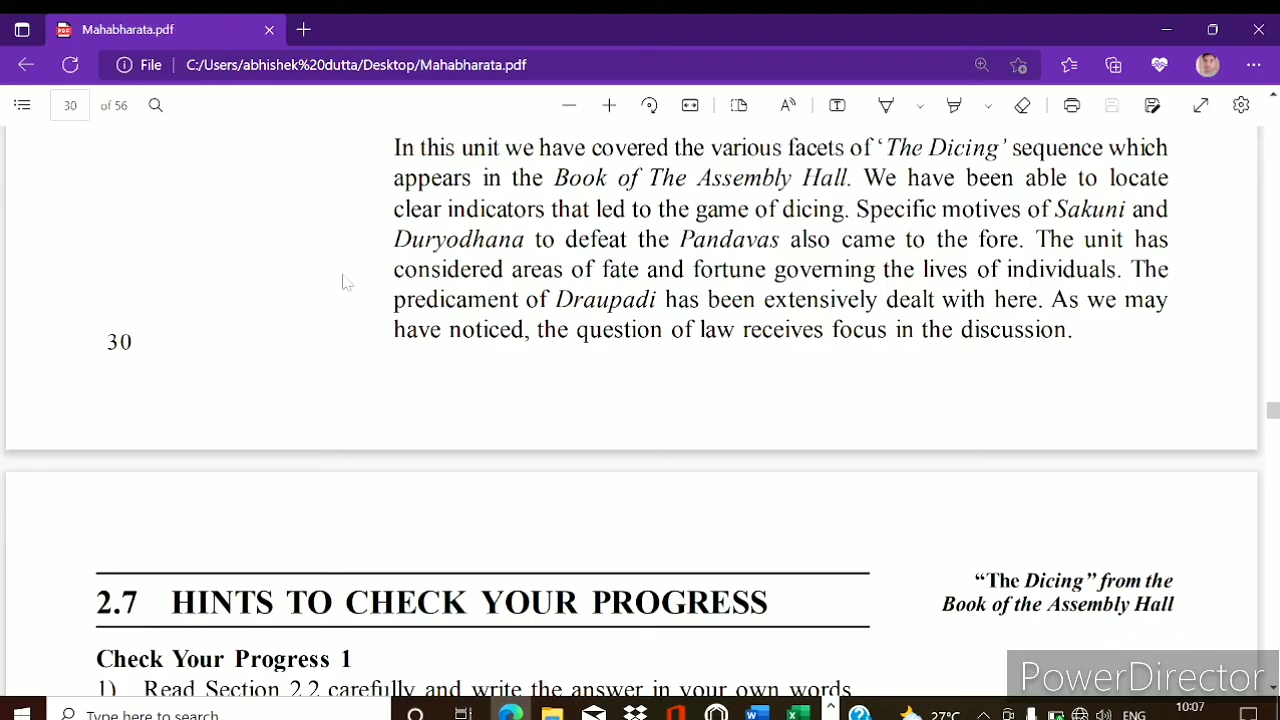 Mahabharata.pdf
File C:/Users/abhishek%20dutta/Desktop/Mahabharata.pdf
30 of 56
In this unit we have covered the various facets of ‘The Dicing’ sequence which
appears in the Book of The Assembly Hall. We have been able to locate
clear indicators that led to the game of dicing. Specific motives of Sakuni and
Duryodhana to defeat the Pandavas also came to the fore. The unit has
considered areas of fate and fortune governing the lives of individuals. The
predicament of Draupadi has been extensively dealt with here. As we may
have noticed, the question of law receives focus in the discussion.
30
2.7 HINTS TO CHECK YOUR PROGRESS
“The Dicing” from the
Book of the Assembly Hall
Check Your Progress 1
1) Read Section 2.2 carefully and write the answer in your own words
PowerDirector
Type here to search
27°C
ENG
10:07